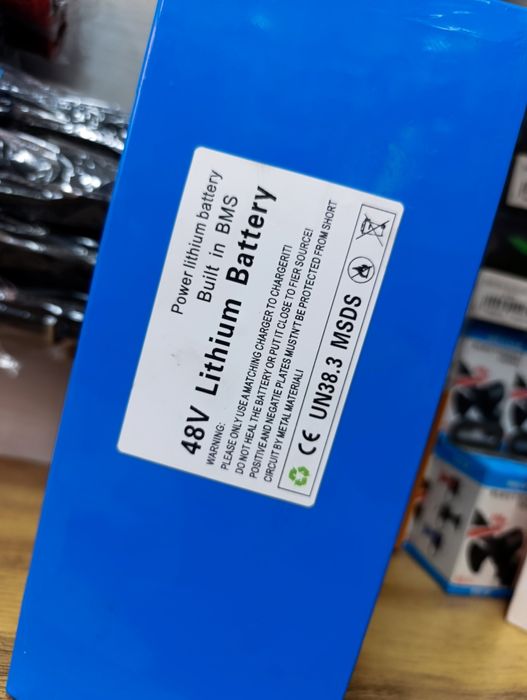 Power lithium battery
Built in BMS
48V Lithium Battery
WARNING:
PLEASE ONLY USE A MATCHING CHARGER TO CHARGERIT!
DO NOT HEAL THE BATTERY OR PUT IT CLOSE TO FIER SOURCE!
POSITIVE AND NEGATIE PLATES MUSTN'T BE PROTECTED FROM SHORT
CIRCUIT BY METAL MATERIAL!
CE UN38.3 MSDS